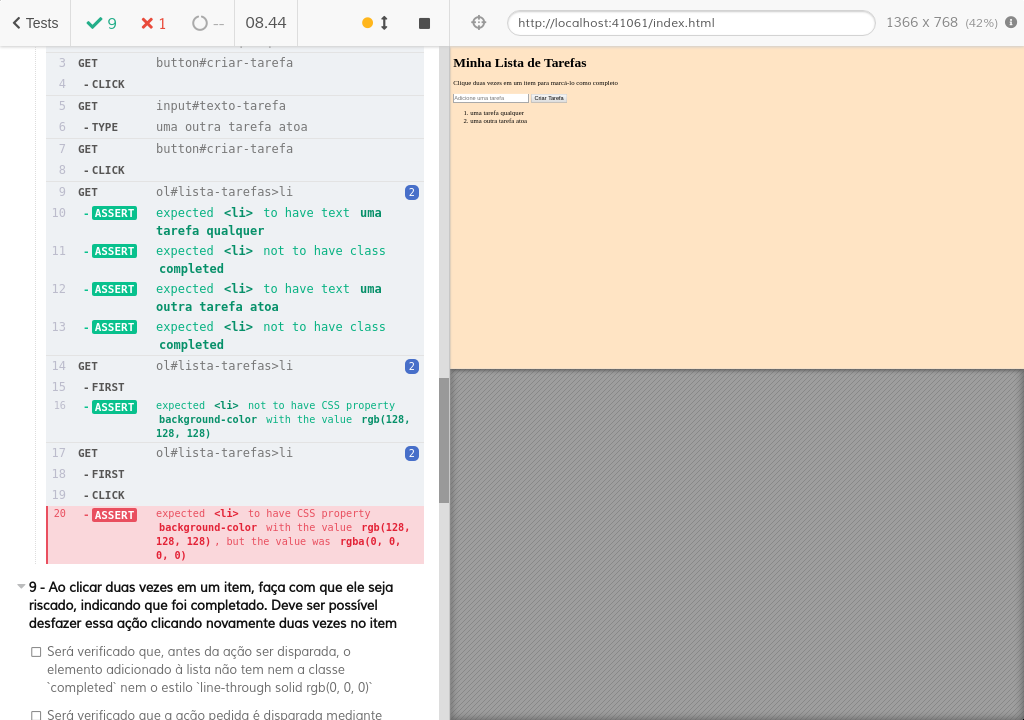 Tests 9 1 -- 08.44
http://localhost:41061/index.html 1366 x 768 (42%)
3 GET button#criar-tarefa
4 -CLICK
5 GET input#texto-tarefa
6 -TYPE uma outra tarefa atoa
7 GET button#criar-tarefa
8 -CLICK
9 GET ol#lista-tarefas>li 2
10 -ASSERT expected <li> to have text uma
tarefa qualquer
11 -ASSERT expected <li> not to have class
completed
12 -ASSERT expected <li> to have text uma
outra tarefa atoa
13 -ASSERT expected <li> not to have class
completed
14 GET ol#lista-tarefas>li 2
15 -FIRST
16 -ASSERT expected <li> not to have CSS property
background-color with the value rgb(128,
128, 128)
17 GET ol#lista-tarefas>li 2
18 -FIRST
19 -CLICK
20 -ASSERT expected <li> to have CSS property
background-color with the value rgb(128,
128, 128), but the value was rgba(0, 0,
0, 0)
9 - Ao clicar duas vezes em um item, faça com que ele seja
riscado, indicando que foi completado. Deve ser possível
desfazer essa ação clicando novamente duas vezes no item
Será verificado que, antes da ação ser disparada, o
elemento adicionado à lista não tem nem a classe
`completed` nem o estilo `line-through solid rgb(0, 0, 0)`
Será verificado que a ação pedida é disparada mediante
Minha Lista de Tarefas
Clique duas vezes em um item para marcá-lo como completo
Adicione uma tarefa Criar Tarefa
1. uma tarefa qualquer
2. uma outra tarefa atoa